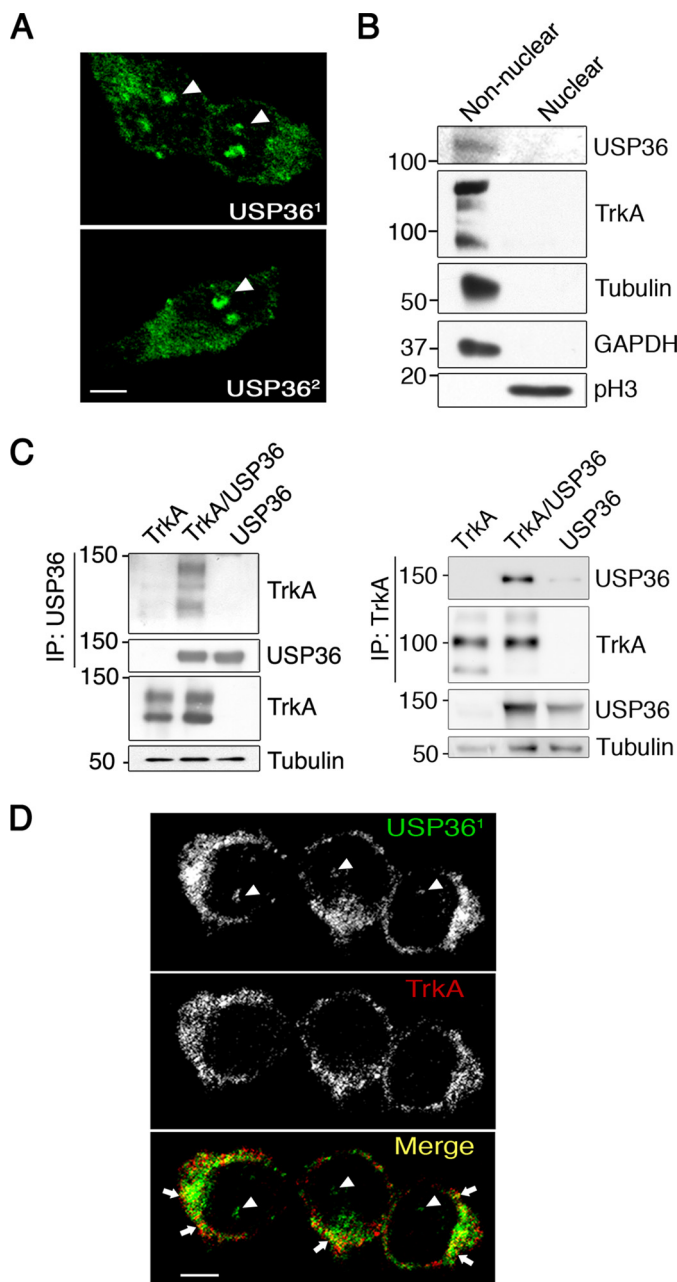 A
USP36¹
USP36²
B
Non-nuclear
Nuclear
100
USP36
100
TrkA
50
Tubulin
37
GAPDH
20
pH3
C
TrkA
TrkA/USP36
USP36
IP: USP36
150
TrkA
150
USP36
150
TrkA
50
Tubulin
TrkA
TrkA/USP36
USP36
IP: TrkA
150
USP36
100
TrkA
150
USP36
50
Tubulin
D
USP36¹
TrkA
Merge